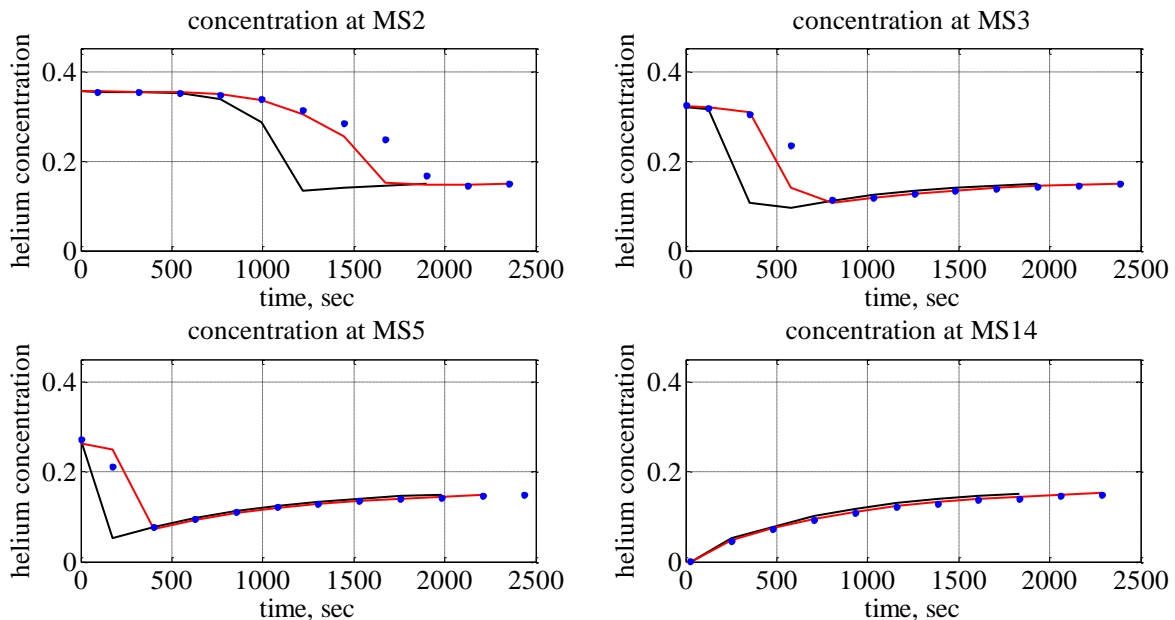 concentration at MS2
helium concentration
0.4
0.2
0
0 500 1000 1500 2000 2500
time, sec
concentration at MS3
helium concentration
0.4
0.2
0
0 500 1000 1500 2000 2500
time, sec
concentration at MS5
helium concentration
0.4
0.2
0
0 500 1000 1500 2000 2500
time, sec
concentration at MS14
helium concentration
0.4
0.2
0
0 500 1000 1500 2000 2500
time, sec